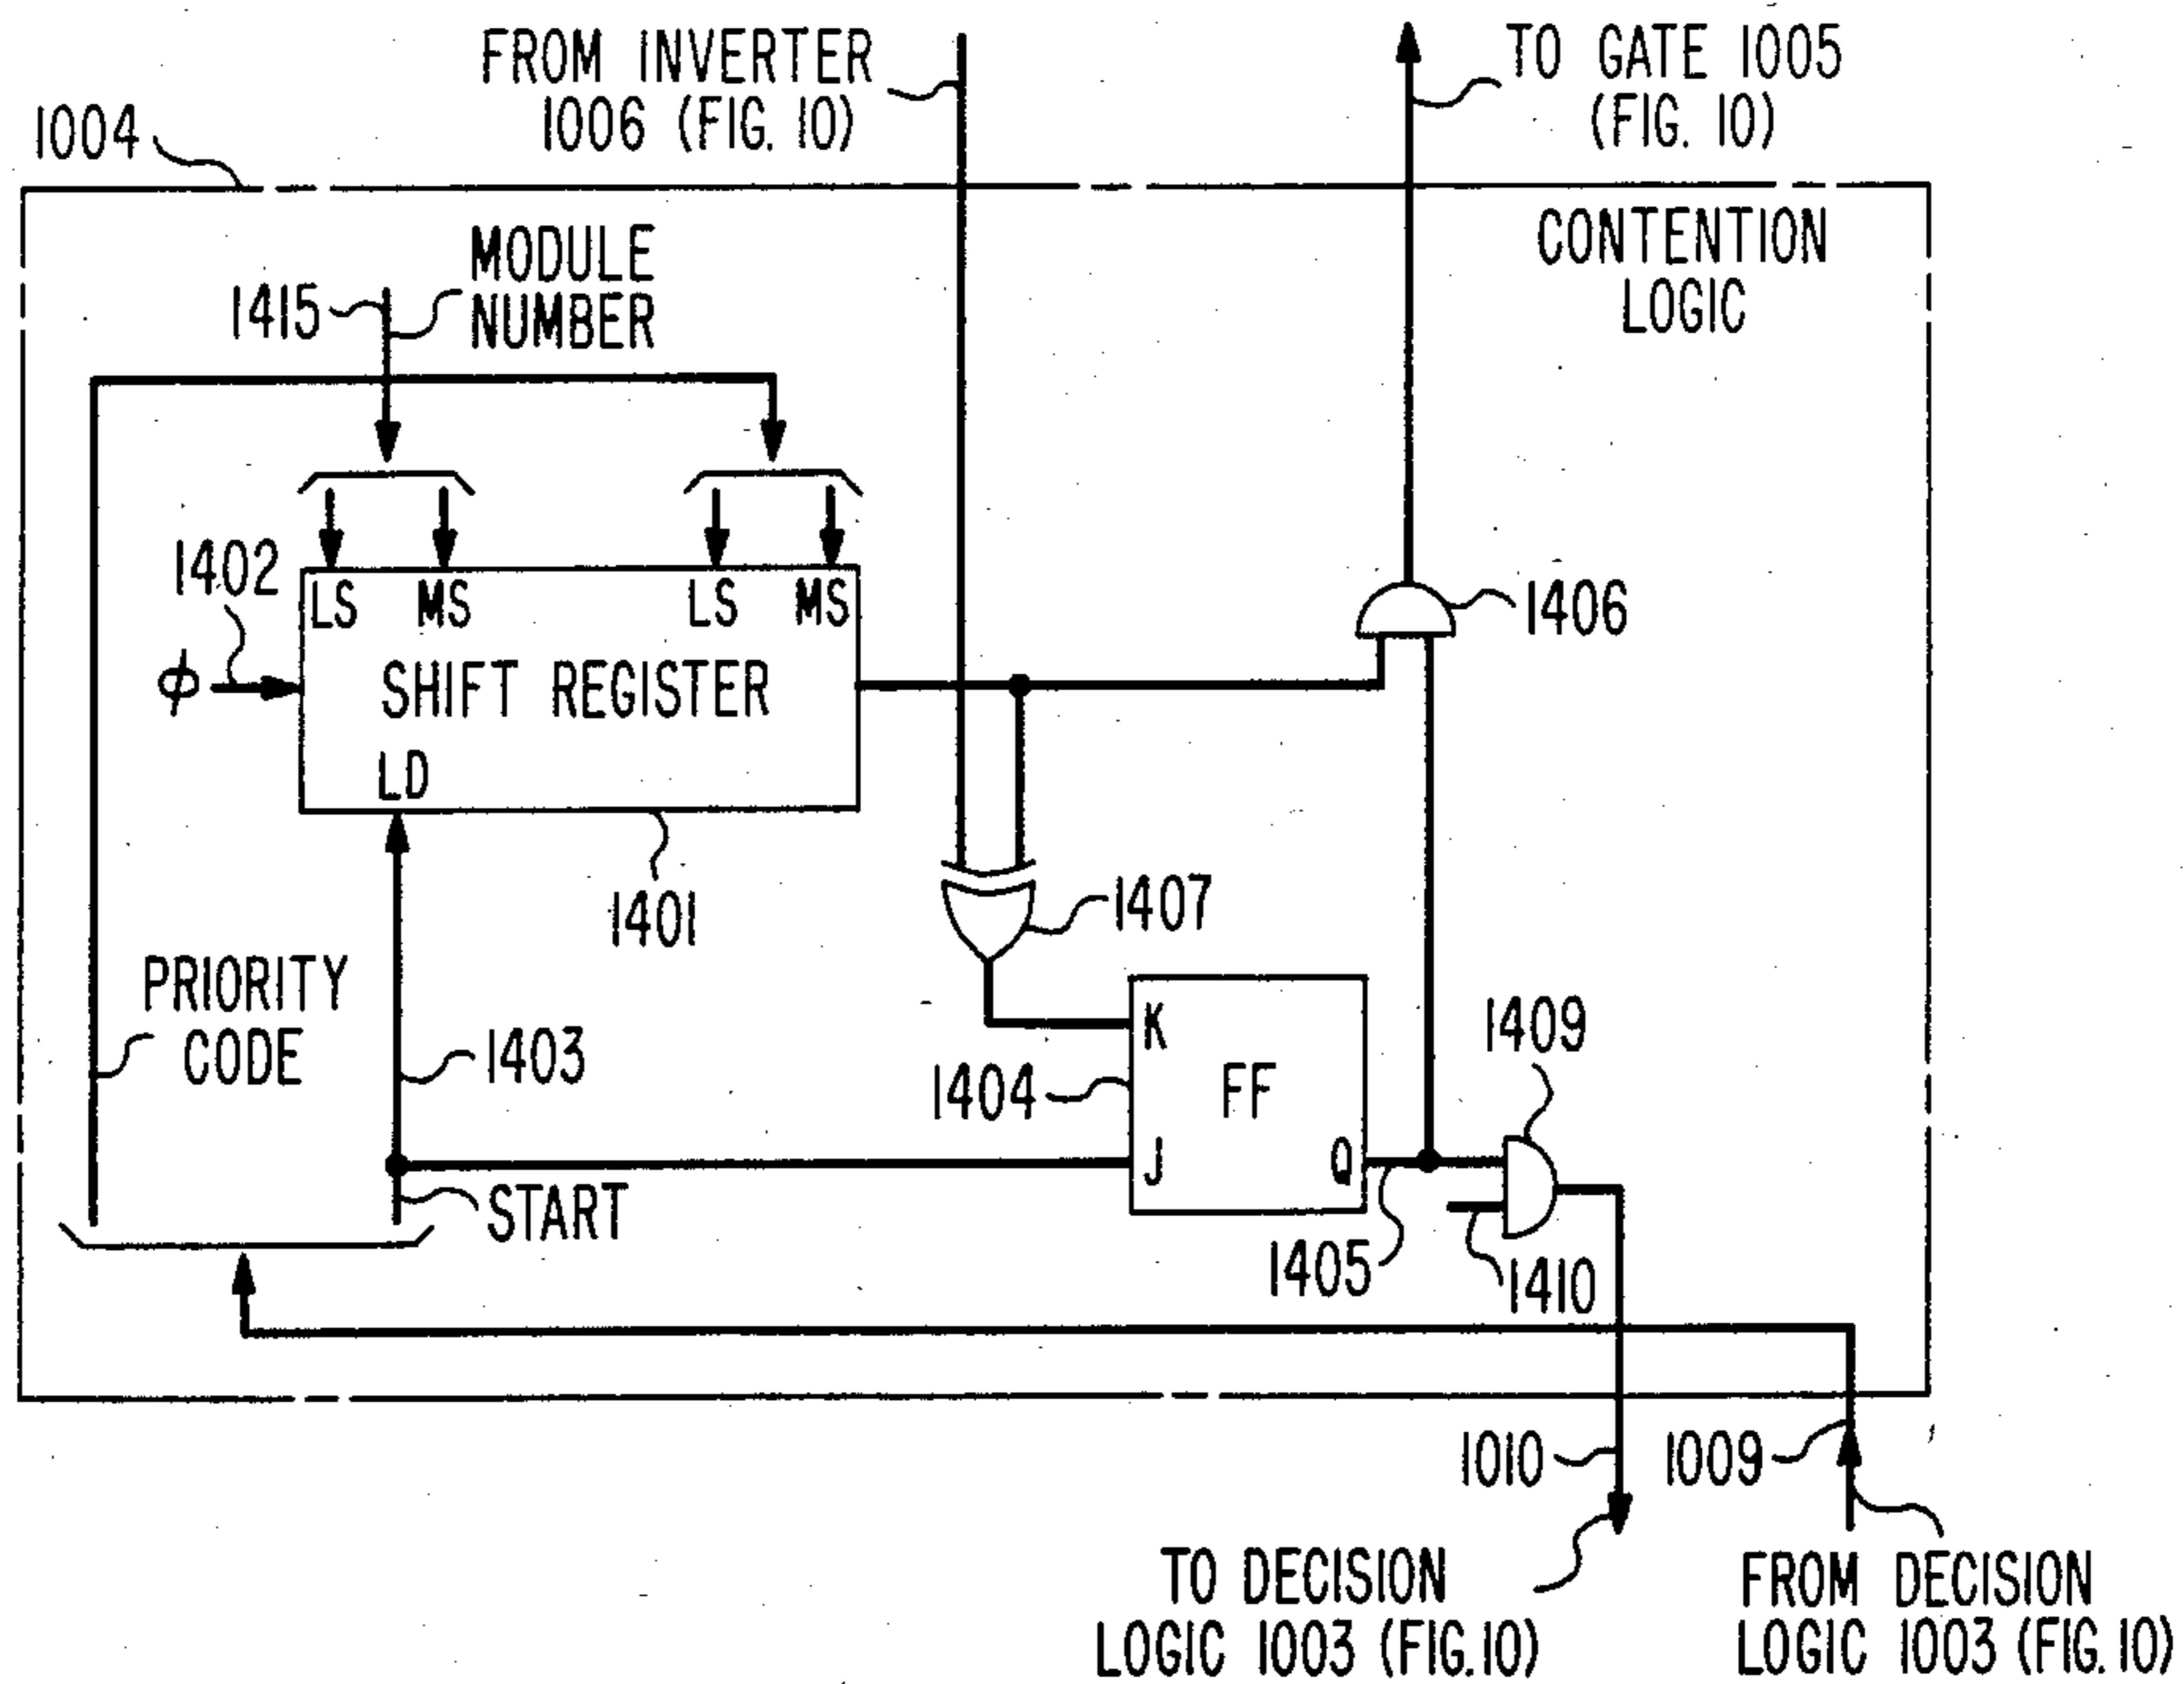 FROM INVERTER
1006 (FIG. 10)
TO GATE 1005
(FIG. 10)
1004
CONTENTION
LOGIC
MODULE
NUMBER
1415
1402
LS MS LS MS
ϕ
SHIFT REGISTER
LD
1406
1401
1407
PRIORITY
CODE
1403
K
1404
FF
1409
J
Q
START
1405
1410
1010
1009
TO DECISION
LOGIC 1003 (FIG.10)
FROM DECISION
LOGIC 1003 (FIG.10)